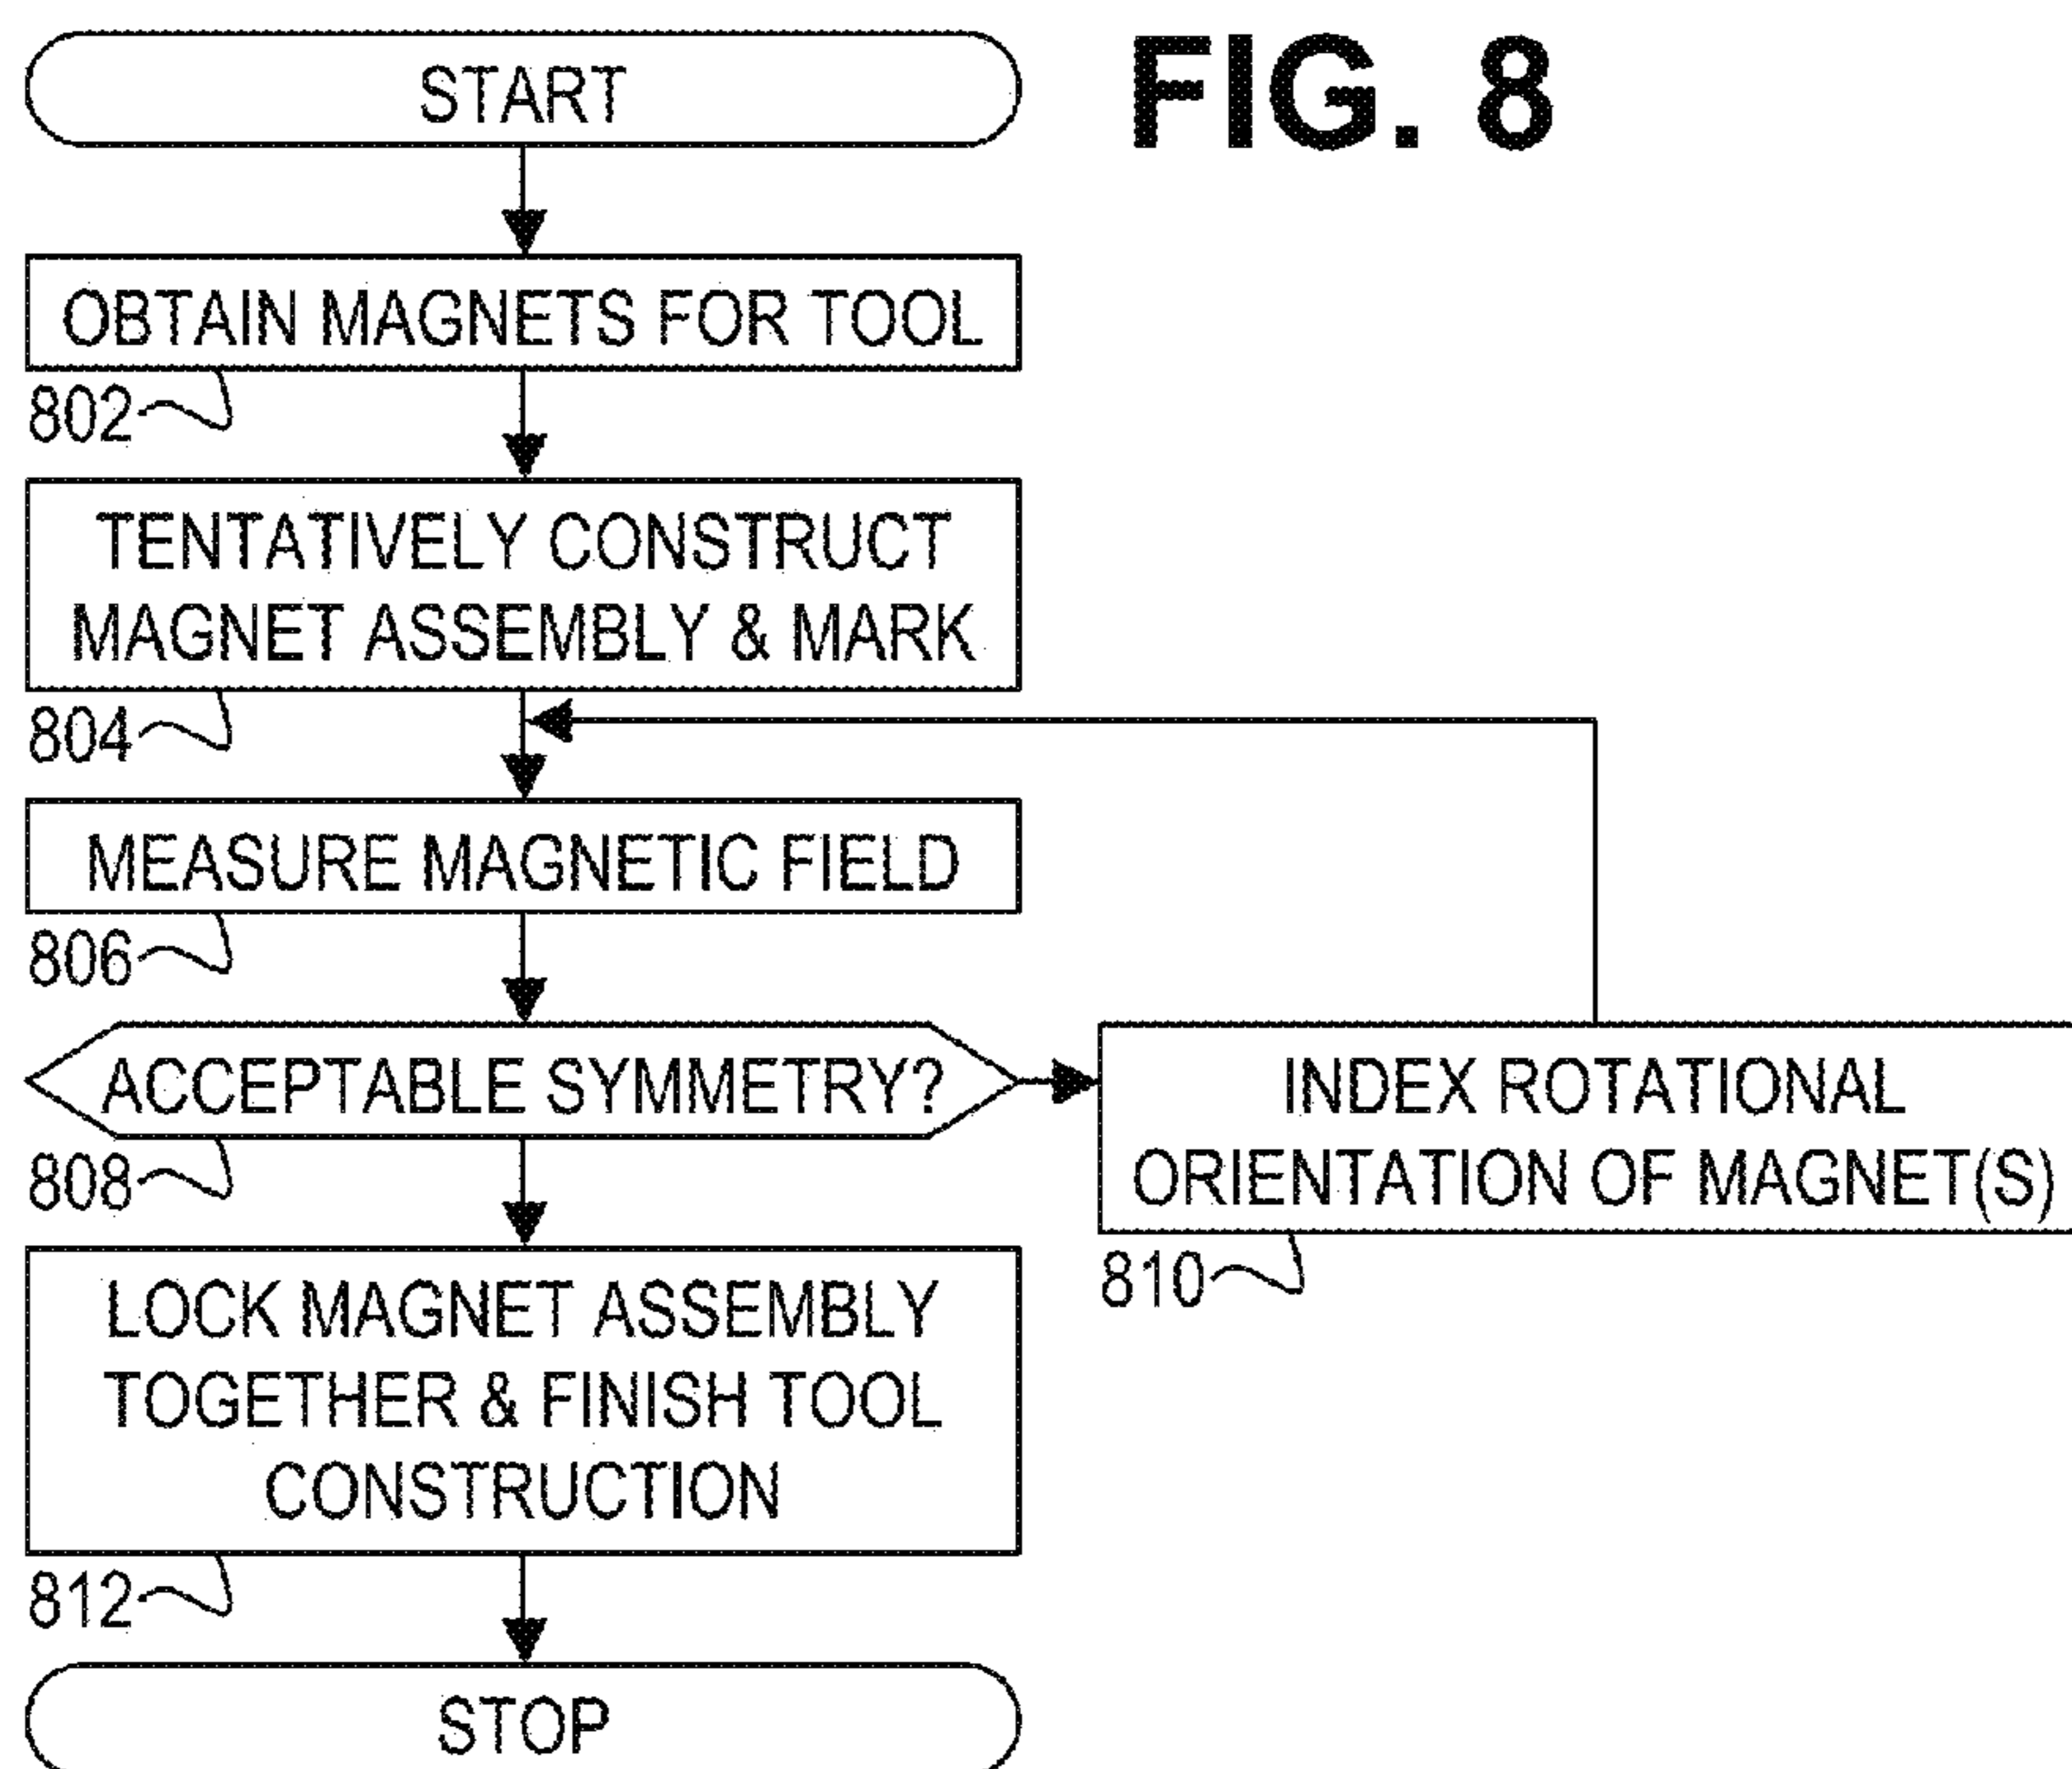 FIG. 8
START
OBTAIN MAGNETS FOR TOOL
802
TENTATIVELY CONSTRUCT
MAGNET ASSEMBLY & MARK
804
MEASURE MAGNETIC FIELD
806
ACCEPTABLE SYMMETRY?
808
INDEX ROTATIONAL
ORIENTATION OF MAGNET(S)
810
LOCK MAGNET ASSEMBLY
TOGETHER & FINISH TOOL
CONSTRUCTION
812
STOP